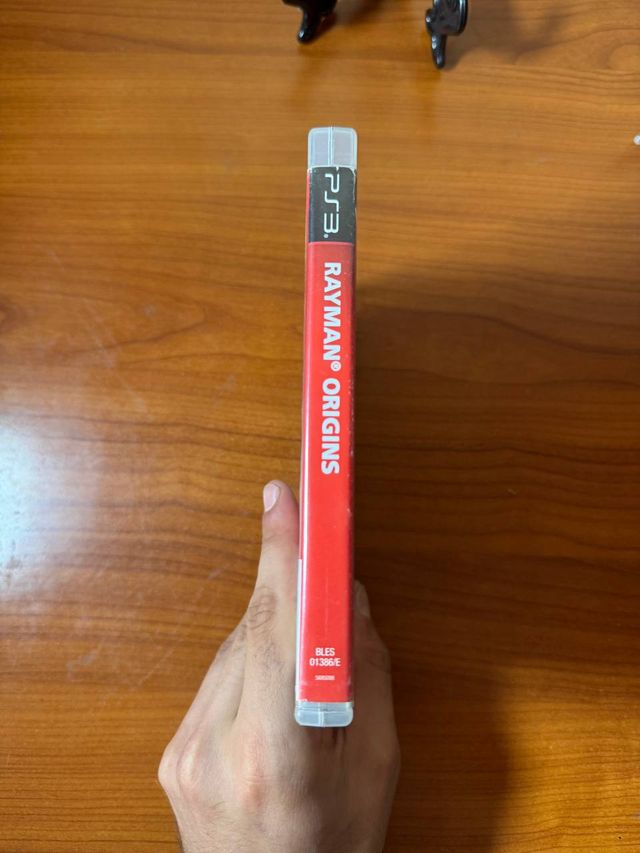 PS3.
RAYMAN® ORIGINS
BLES
01386/E